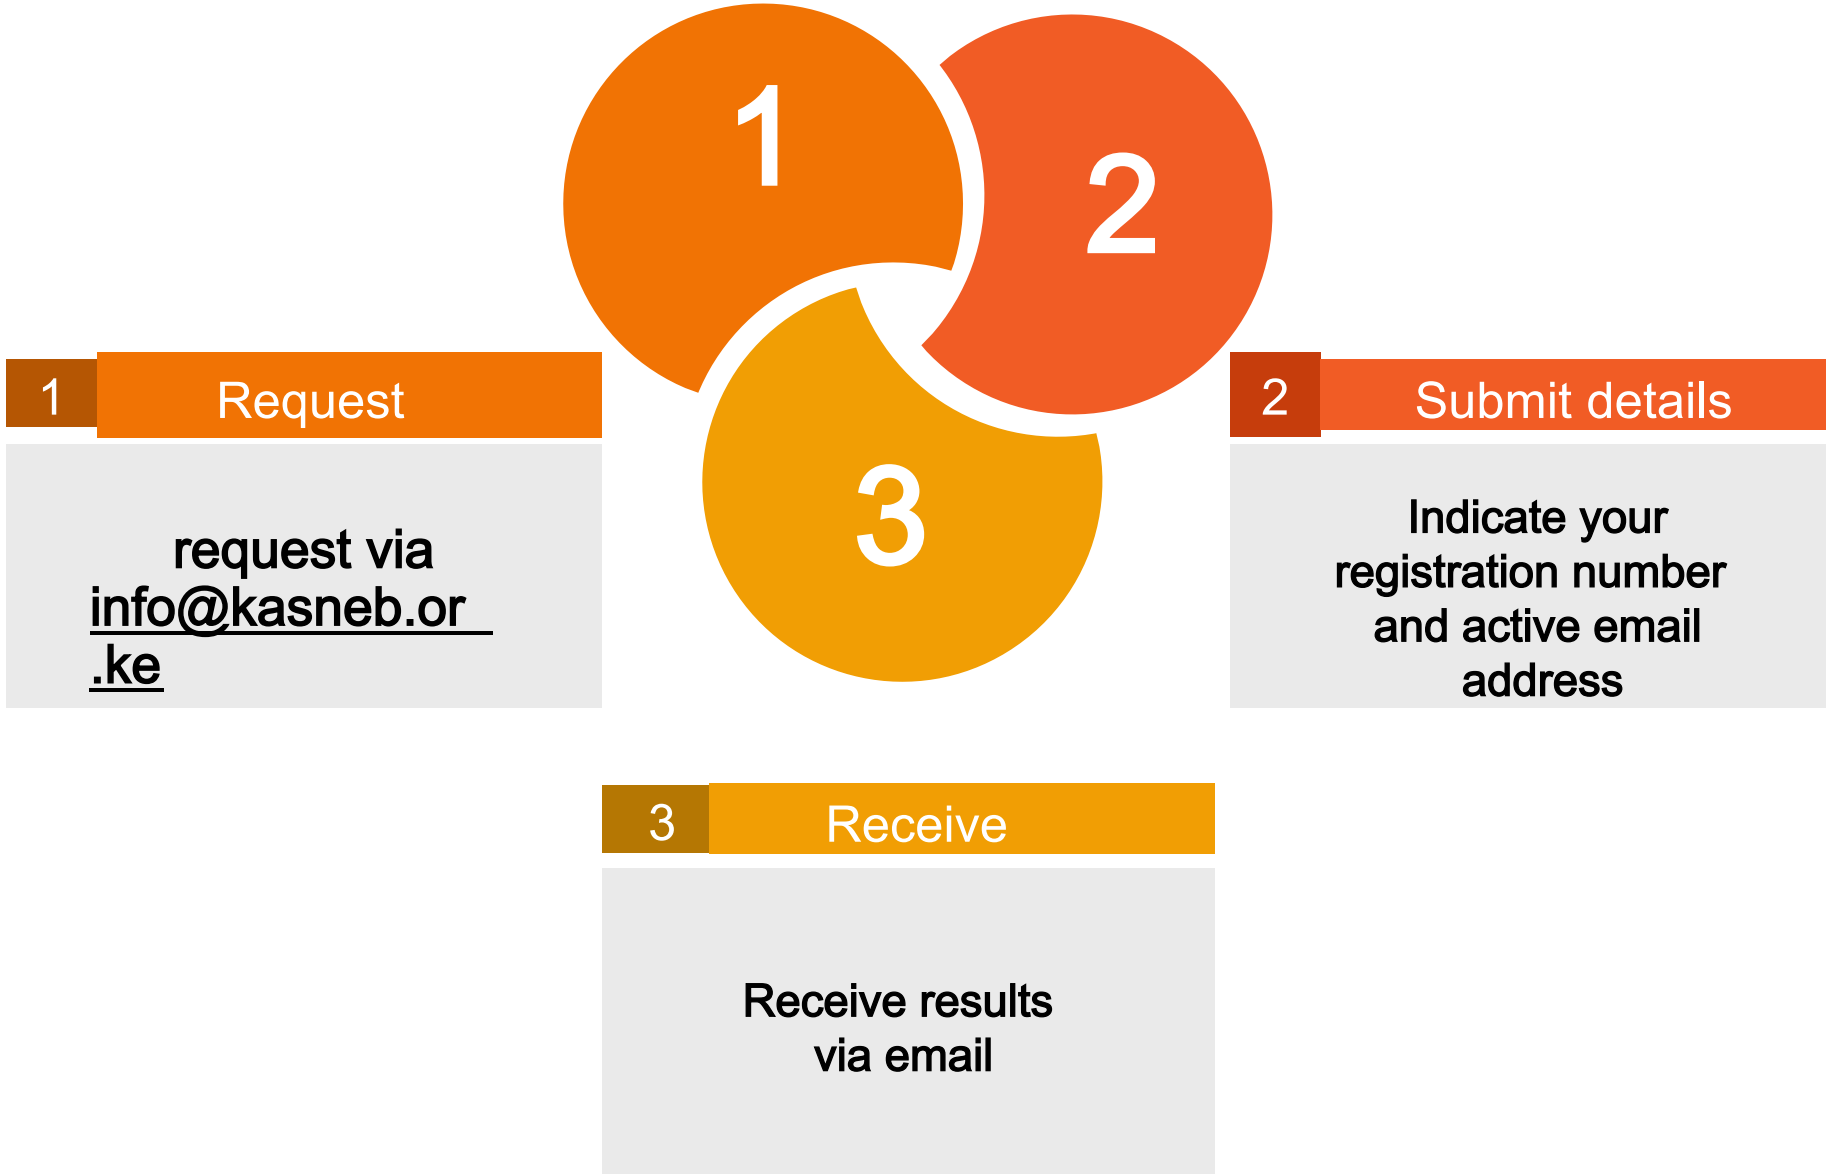 1
2
3
1
Request
request via
info@kasneb.or
.ke
2
Submit details
Indicate your
registration number
and active email
address
3
Receive
Receive results
via email